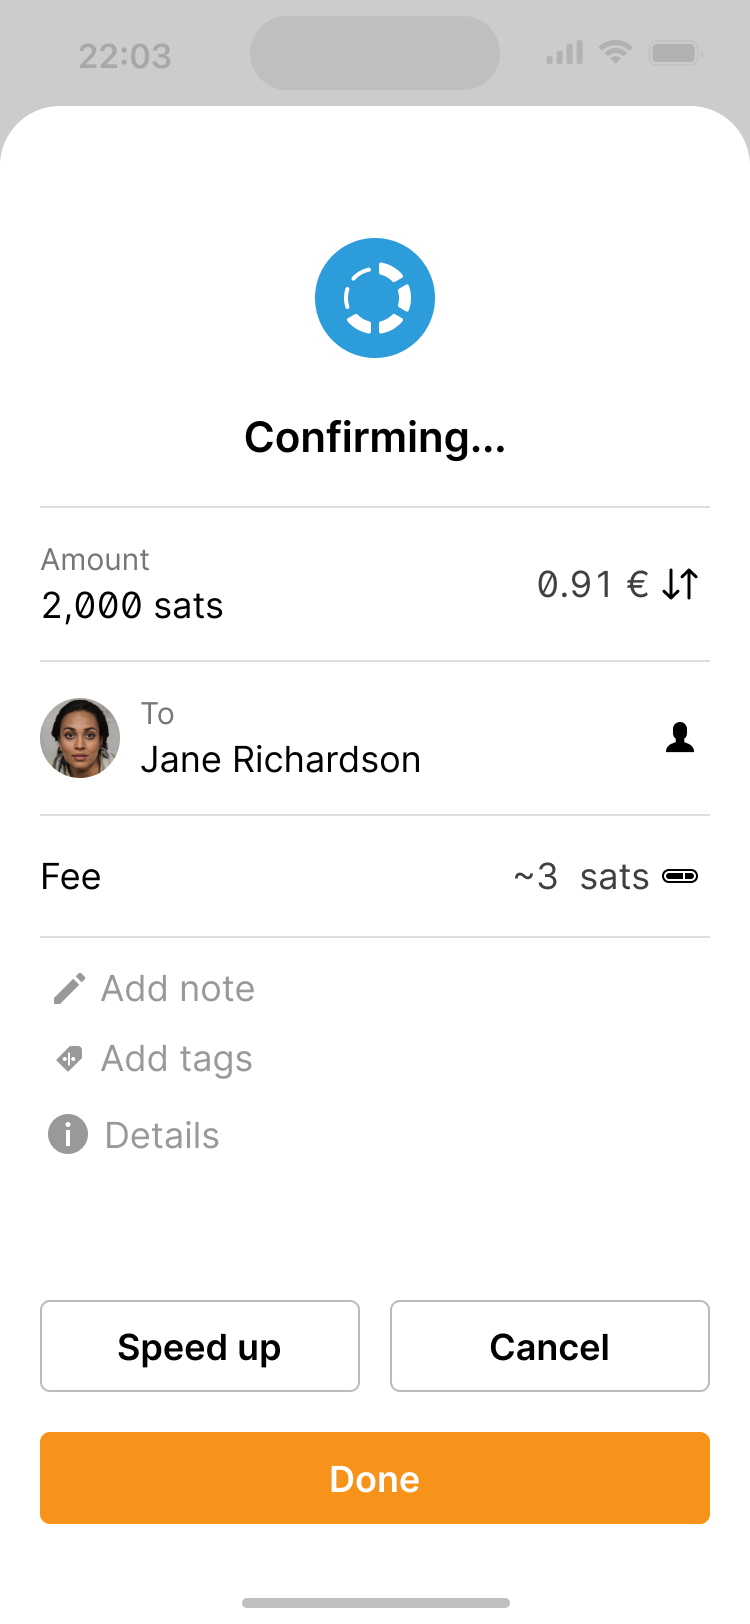 22:03
Confirming...
Amount
2,000 sats
0.91 €
To
Jane Richardson
Fee
~3 sats
Add note
Add tags
Details
Speed up
Cancel
Done